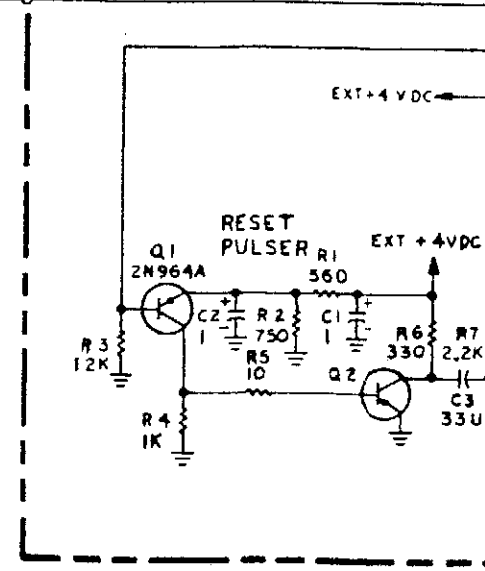 EXT+4 VDC
RESET
PULSER
Q1
2N964A
R1
560
EXT + 4VDC
C2
1
+
-
R2
750
C1
1
+
-
R3
12K
R6
330
R7
2.2K
R5
10
Q2
C3
33U
R4
1K